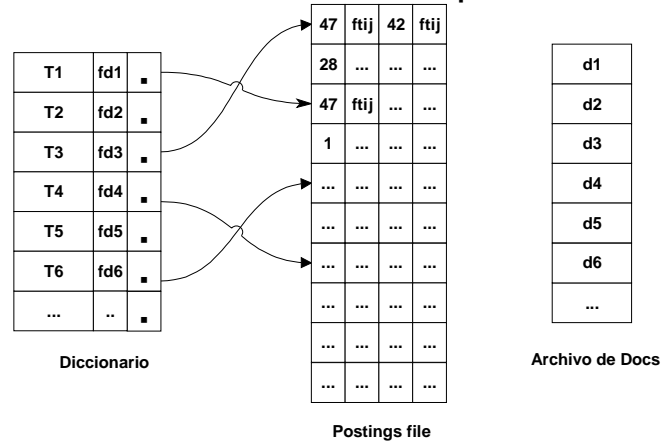 T1 fd1 .
T2 fd2 .
T3 fd3 .
T4 fd4 .
T5 fd5 .
T6 fd6 .
... .. .
Diccionario
47 ftij 42 ftij
28 ... ... ...
47 ftij ... ...
1 ... ... ...
... ... ... ...
... ... ... ...
... ... ... ...
... ... ... ...
... ... ... ...
... ... ... ...
Postings file
d1
d2
d3
d4
d5
d6
...
Archivo de Docs